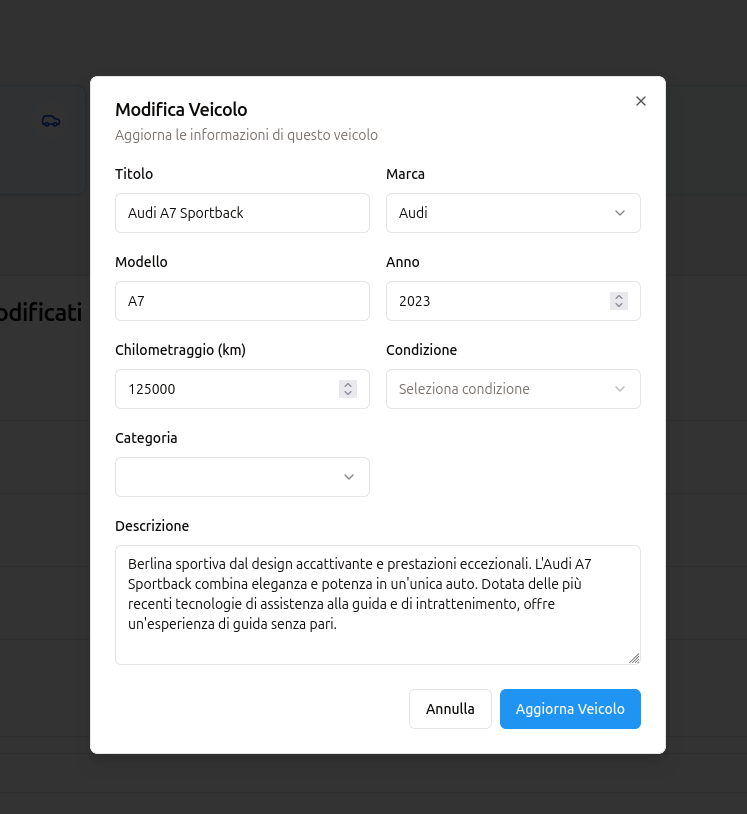 Modifica Veicolo
Aggiorna le informazioni di questo veicolo
Titolo
Marca
Audi A7 Sportback
Audi
Modello
Anno
A7
2023
Chilometraggio (km)
Condizione
125000
Seleziona condizione
Categoria
Descrizione
Berlina sportiva dal design accattivante e prestazioni eccezionali. L'Audi A7
Sportback combina eleganza e potenza in un'unica auto. Dotata delle più
recenti tecnologie di assistenza alla guida e di intrattenimento, offre
un'esperienza di guida senza pari.
Annulla
Aggiorna Veicolo
odificati